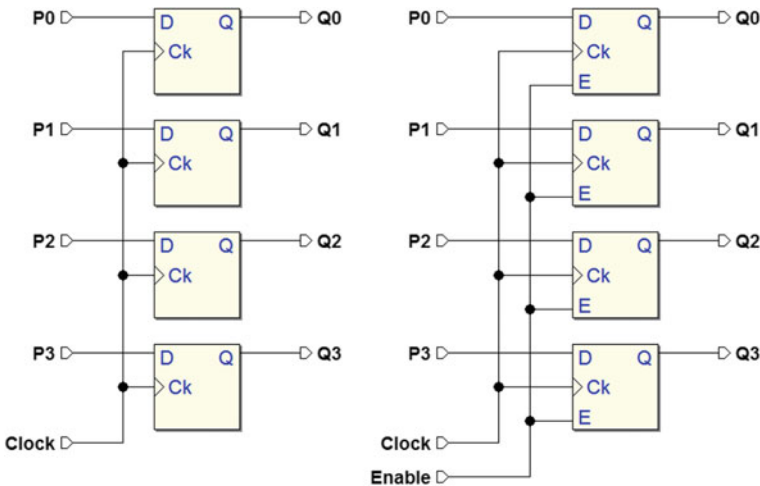 P0 D Q Q0 P0 D Q Q0
Ck Ck
E
P1 D Q Q1 P1 D Q Q1
Ck Ck
E
P2 D Q Q2 P2 D Q Q2
Ck Ck
E
P3 D Q Q3 P3 D Q Q3
Ck Ck
E
Clock Clock
Enable